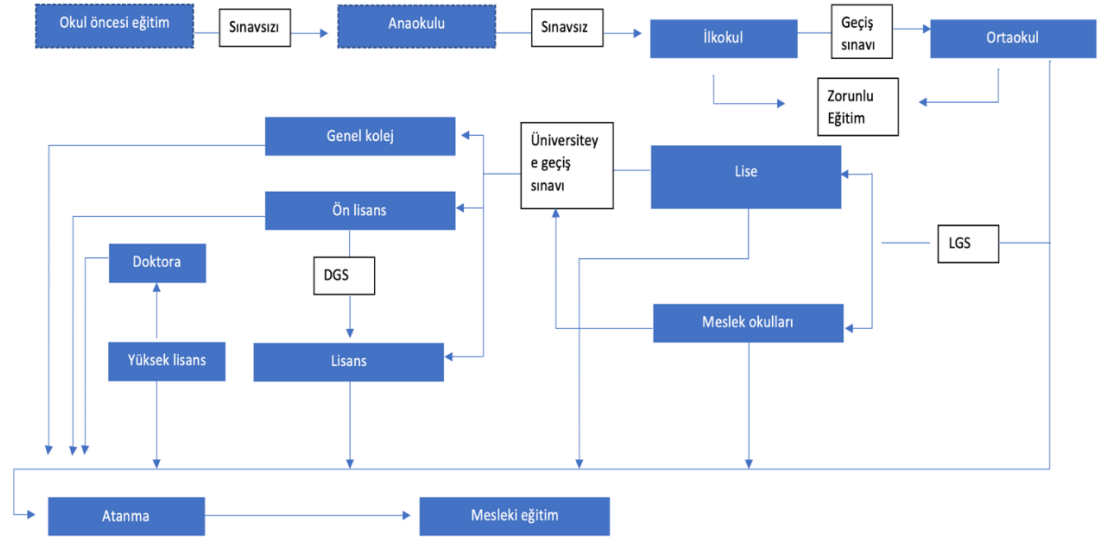 Okul öncesi eğitim
Sınavsızı
Anaokulu
Sınavsız
İlkokul
Geçiş
sınavı
Ortaokul
Zorunlu
Eğitim
Genel kolej
Üniversitey
e geçiş
sınavı
Lise
Ön lisans
LGS
Doktora
DGS
Meslek okulları
Yüksek lisans
Lisans
Atanma
Mesleki eğitim